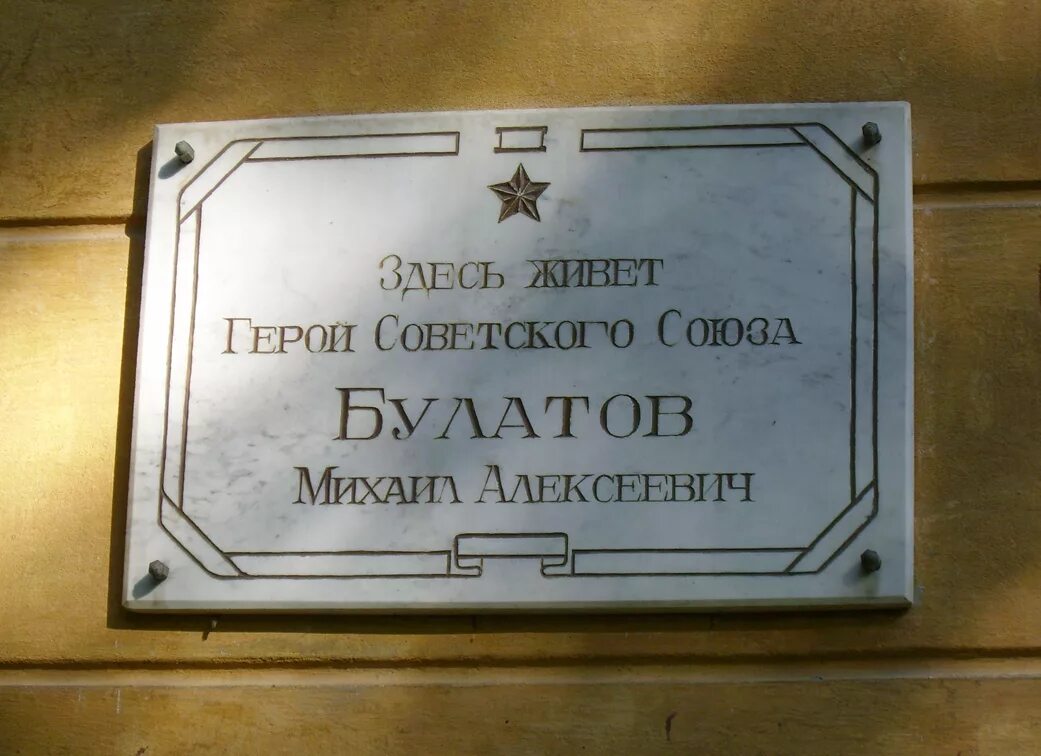 Здесь живет
Герой Советского Союза
Булатов
Михаил Алексеевич